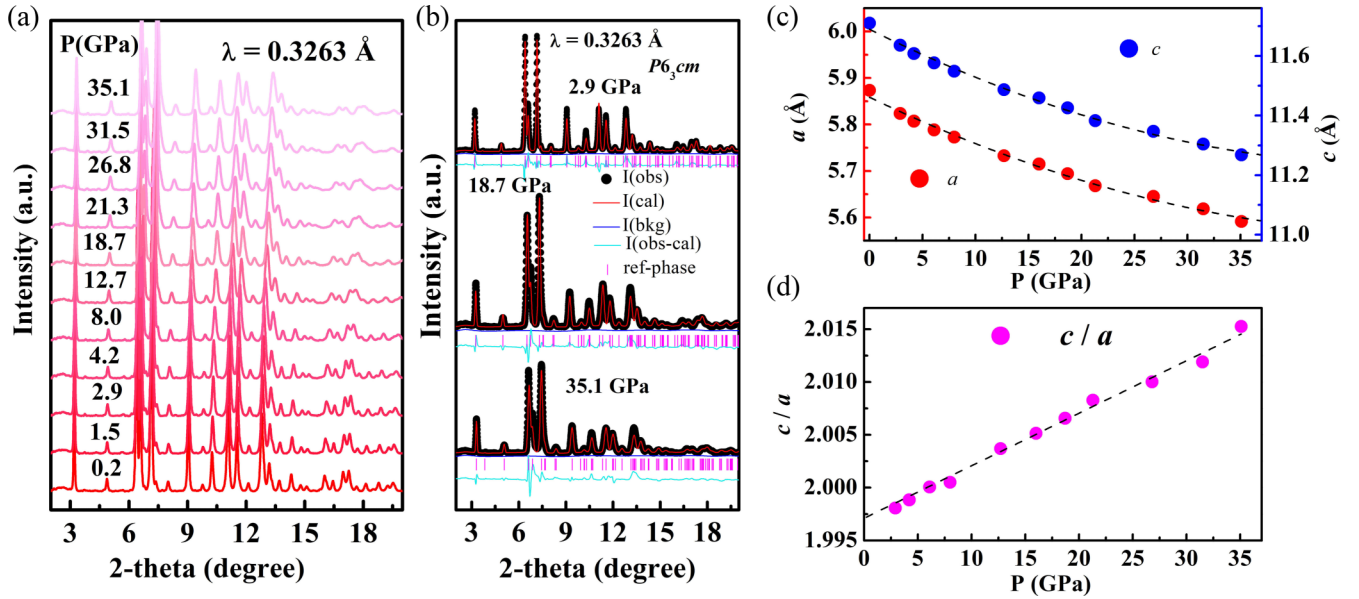 (a)
P(GPa)
λ = 0.3263 Å
35.1
31.5
26.8
21.3
18.7
12.7
8.0
4.2
2.9
1.5
0.2
Intensity (a.u.)
3 6 9 12 15 18
2-theta (degree)
(b)
λ = 0.3263 Å
P6₃cm
2.9 GPa
18.7 GPa
I(obs)
I(cal)
I(bkg)
I(obs-cal)
ref-phase
35.1 GPa
Intensity (a.u.)
3 6 9 12 15 18
2-theta (degree)
(c)
6.0
5.9
5.8
5.7
5.6
a (Å)
c
a
11.6
11.4
11.2
11.0
c (Å)
0 5 10 15 20 25 30 35
P (GPa)
(d)
2.015
2.010
2.005
2.000
1.995
c / a
c / a
0 5 10 15 20 25 30 35
P (GPa)